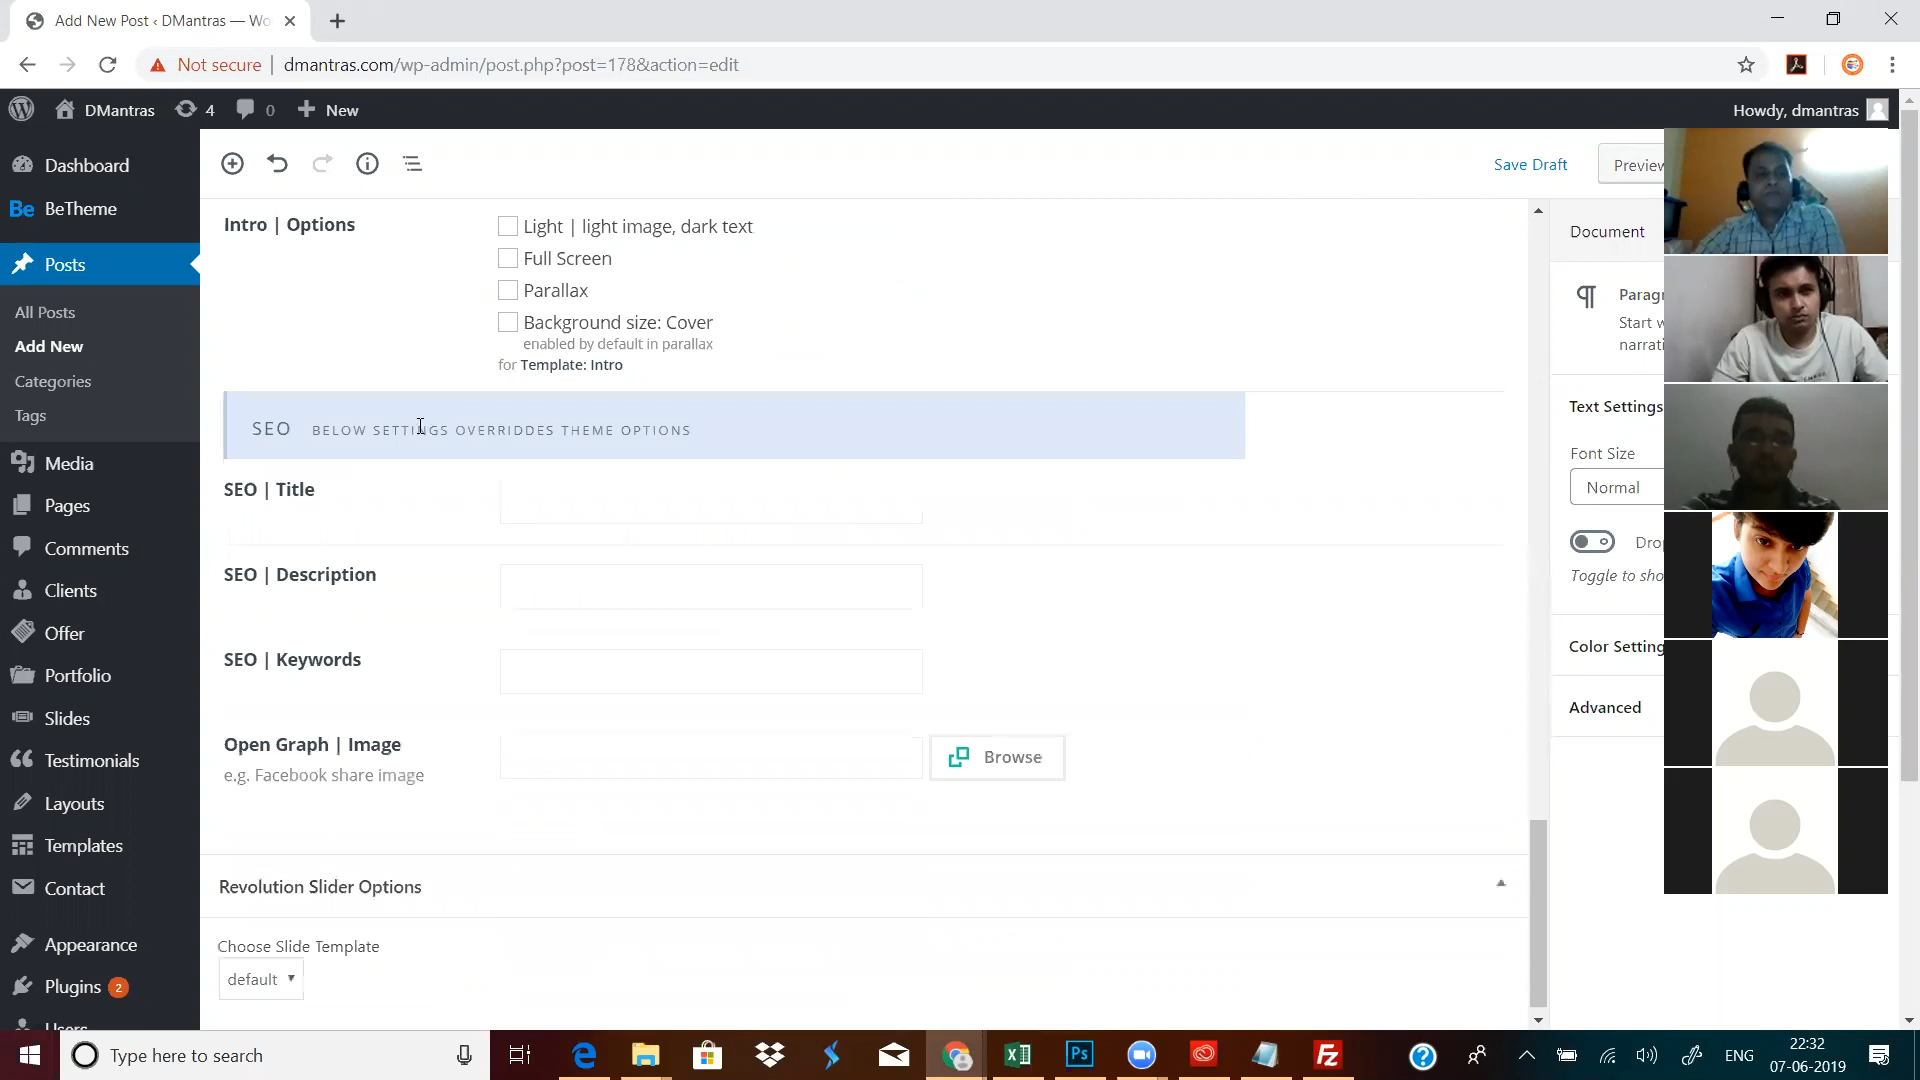 Add New Post ‹ DMantras — Wo
Not secure
dmantras.com/wp-admin/post.php?post=178&action=edit
DMantras
4
0
New
Howdy, dmantras
Dashboard
BeTheme
Posts
All Posts
Add New
Categories
Tags
Media
Pages
Comments
Clients
Offer
Portfolio
Slides
Testimonials
Layouts
Templates
Contact
Appearance
Plugins 2
Users
Save Draft
Preview
Intro | Options
Light | light image, dark text
Full Screen
Parallax
Background size: Cover
enabled by default in parallax
for Template: Intro
SEO BELOW SETTINGS OVERRIDDES THEME OPTIONS
SEO | Title
SEO | Description
SEO | Keywords
Open Graph | Image
e.g. Facebook share image
Browse
Revolution Slider Options
Choose Slide Template
default
Document
Paragr
Start w
narrati
Text Settings
Font Size
Normal
Drop
Toggle to sho
Color Setting
Advanced
Type here to search
ENG
22:32
07-06-2019